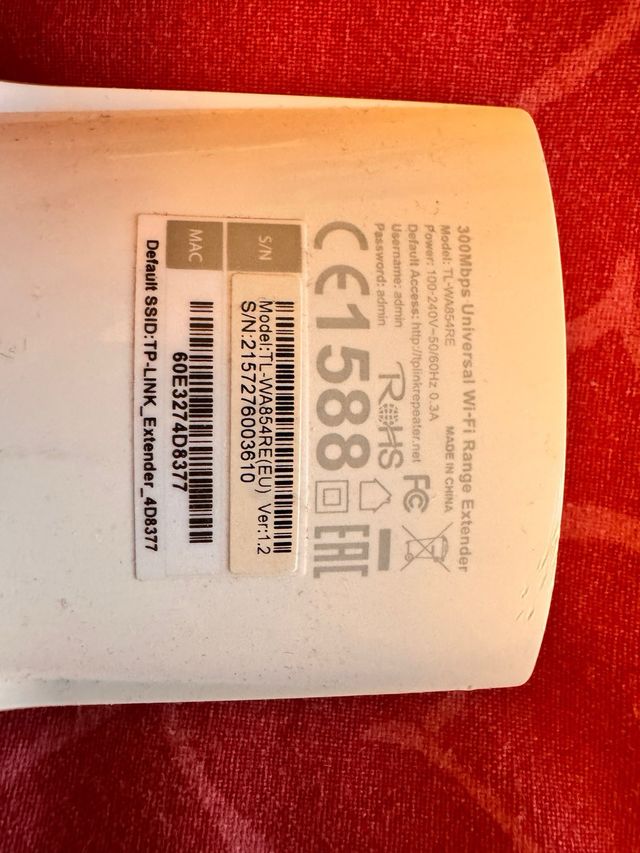 300Mbps Universal Wi-Fi Range Extender
Model: TL-WA854RE
MADE IN CHINA
Power: 100-240V~50/60Hz 0.3A
Default Access: http://tplinkrepeater.net
Username: admin
Password: admin
RoHS
FC
CE1588
EAC
S/N
Model:TL-WA854RE(EU) Ver:1.2
S/N:2157276003610
MAC
60E3274D8377
Default SSID:TP-LINK_Extender_4D8377